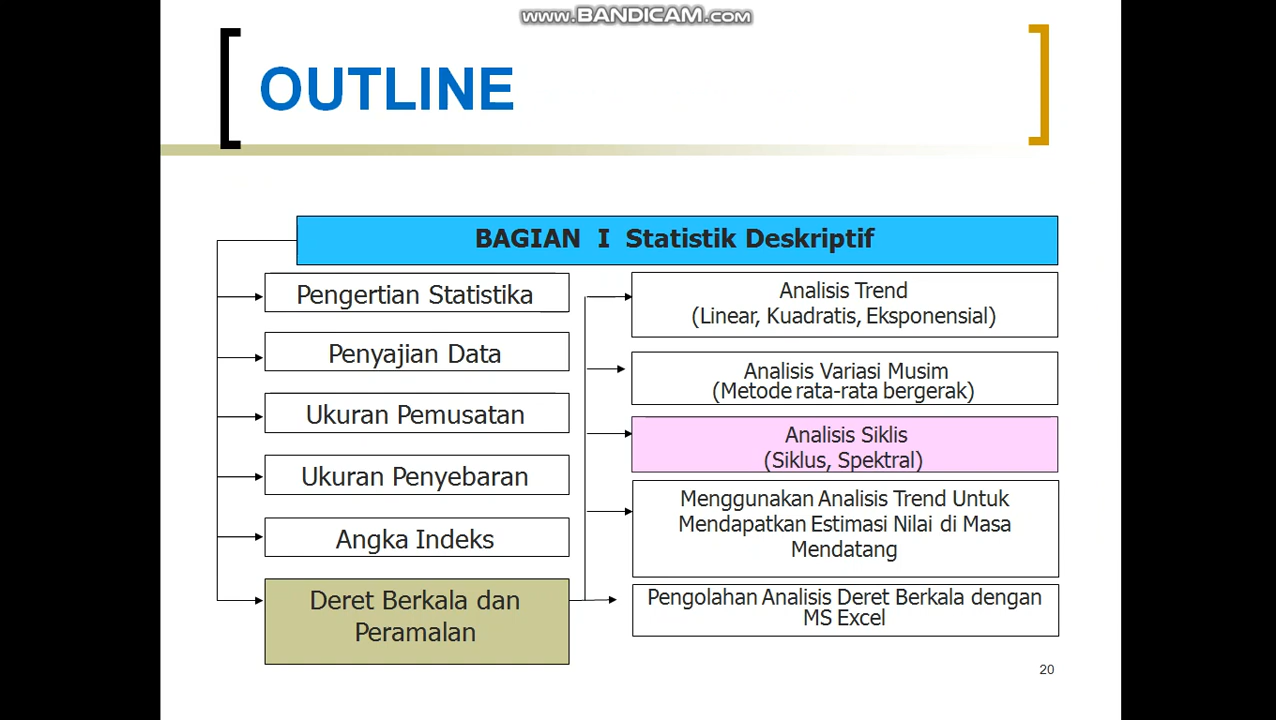 www.BANDICAM.com
OUTLINE
BAGIAN I Statistik Deskriptif
Pengertian Statistika
Penyajian Data
Ukuran Pemusatan
Ukuran Penyebaran
Angka Indeks
Deret Berkala dan
Peramalan
Analisis Trend
(Linear, Kuadratis, Eksponensial)
Analisis Variasi Musim
(Metode rata-rata bergerak)
Analisis Siklis
(Siklus, Spektral)
Menggunakan Analisis Trend Untuk
Mendapatkan Estimasi Nilai di Masa
Mendatang
Pengolahan Analisis Deret Berkala dengan
MS Excel
20